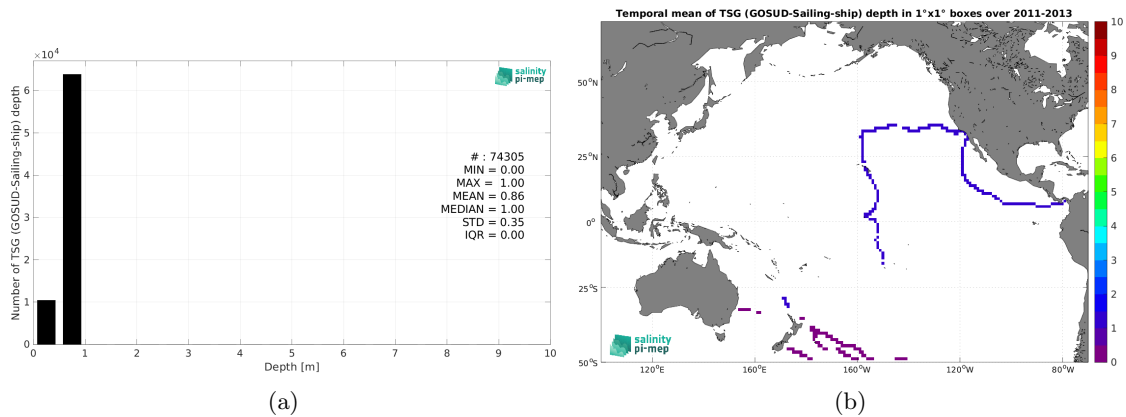 ×10⁴
6
5
4
3
2
1
0
Number of TSG (GOSUD-Sailing-ship) depth
salinity
pi-mep
# : 74305
MIN = 0.00
MAX = 1.00
MEAN = 0.86
MEDIAN = 1.00
STD = 0.35
IQR = 0.00
0 1 2 3 4 5 6 7 8 9 10
Depth [m]
(a)
Temporal mean of TSG (GOSUD-Sailing-ship) depth in 1°x1° boxes over 2011-2013
50°N
25°N
0°
25°S
50°S
salinity
pi-mep
120°E 160°E 160°W 120°W 80°W
10
9
8
7
6
5
4
3
2
1
0
(b)